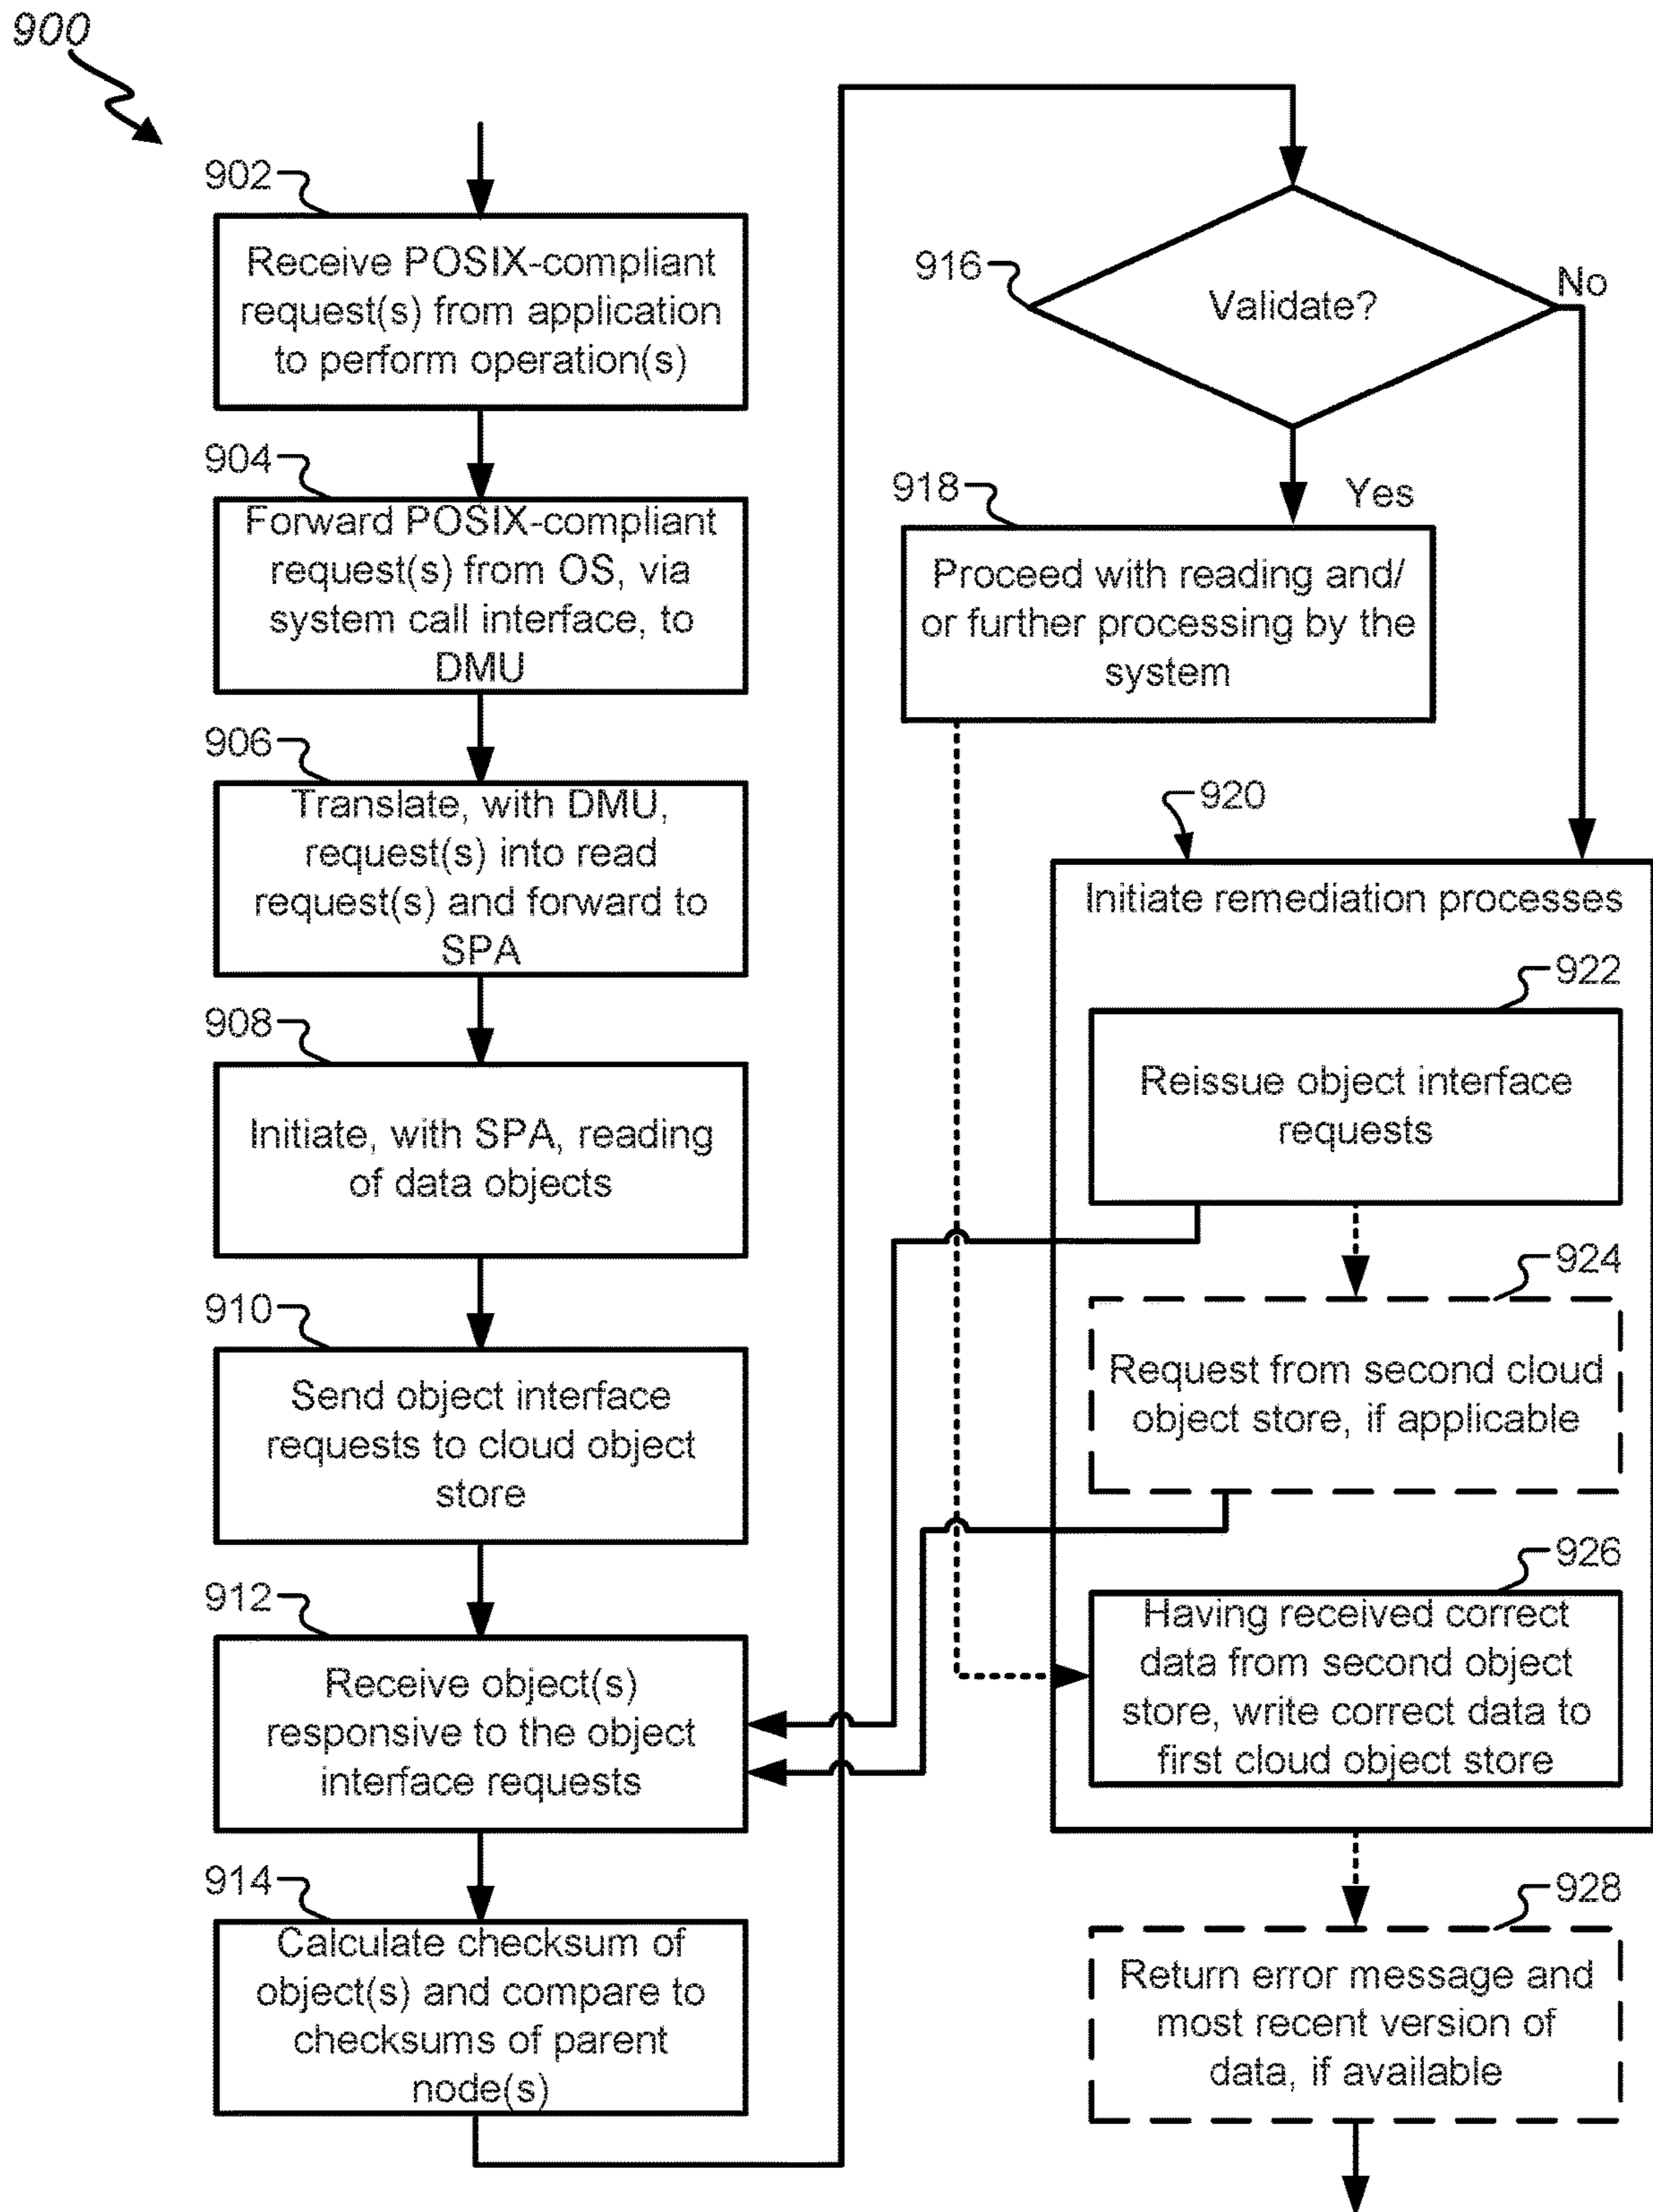 900
902
Receive POSIX-compliant
request(s) from application
to perform operation(s)
904
Forward POSIX-compliant
request(s) from OS, via
system call interface, to
DMU
906
Translate, with DMU,
request(s) into read
request(s) and forward to
SPA
908
Initiate, with SPA, reading
of data objects
910
Send object interface
requests to cloud object
store
912
Receive object(s)
responsive to the object
interface requests
914
Calculate checksum of
object(s) and compare to
checksums of parent
node(s)
916
Validate?
No
Yes
918
Proceed with reading and/
or further processing by the
system
920
Initiate remediation processes
922
Reissue object interface
requests
924
Request from second cloud
object store, if applicable
926
Having received correct
data from second object
store, write correct data to
first cloud object store
928
Return error message and
most recent version of
data, if available